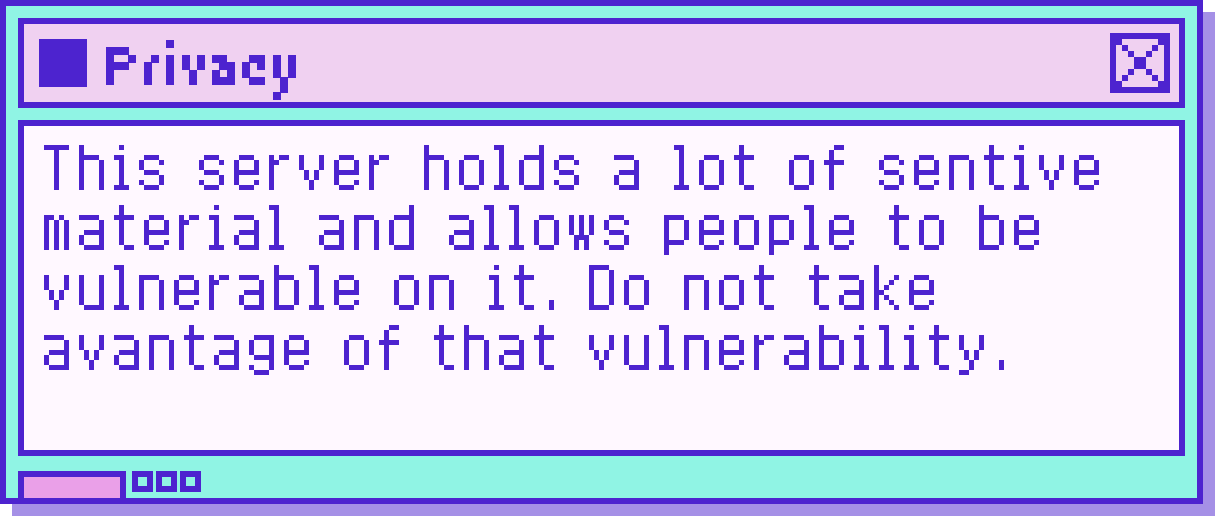 Privacy
This server holds a lot of sentive
material and allows people to be
vulnerable on it. Do not take
avantage of that vulnerability.